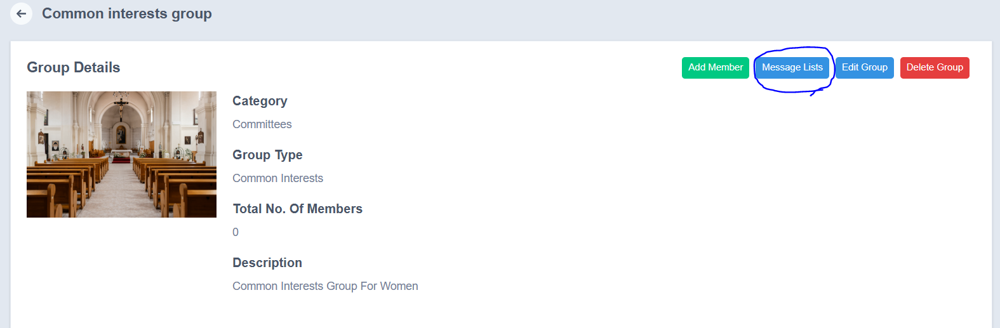 Common interests group
Group Details
Add Member
Message Lists
Edit Group
Delete Group
Category
Committees
Group Type
Common Interests
Total No. Of Members
0
Description
Common Interests Group For Women